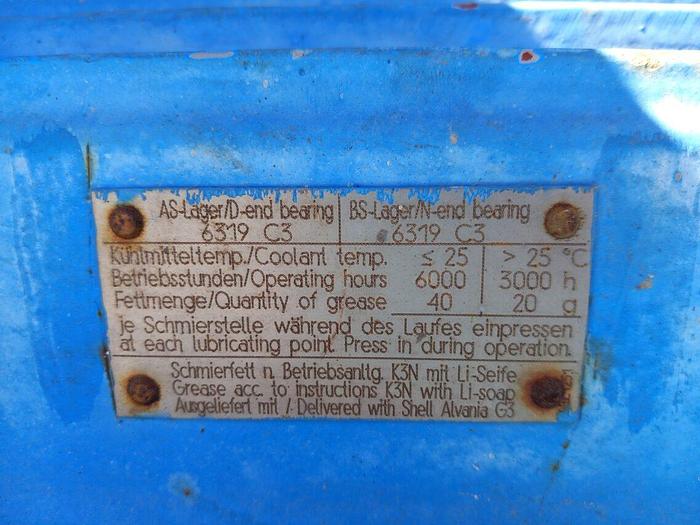 AS-Lager/D-end bearing BS-Lager/N-end bearing
6319 C3 6319 C3
Kühlmitteltemp./Coolant temp. ≤ 25 > 25 °C
Betriebsstunden/Operating hours 6000 3000 h
Fettmenge/Quantity of grease 40 20 g
je Schmierstelle während des Laufes einpressen
at each lubricating point. Press in during operation.
Schmierfett n. Betriebsanltg. K3N mit Li-Seife
Grease acc. to instructions K3N with Li-soap
Ausgeliefert mit / Delivered with Shell Alvania G3